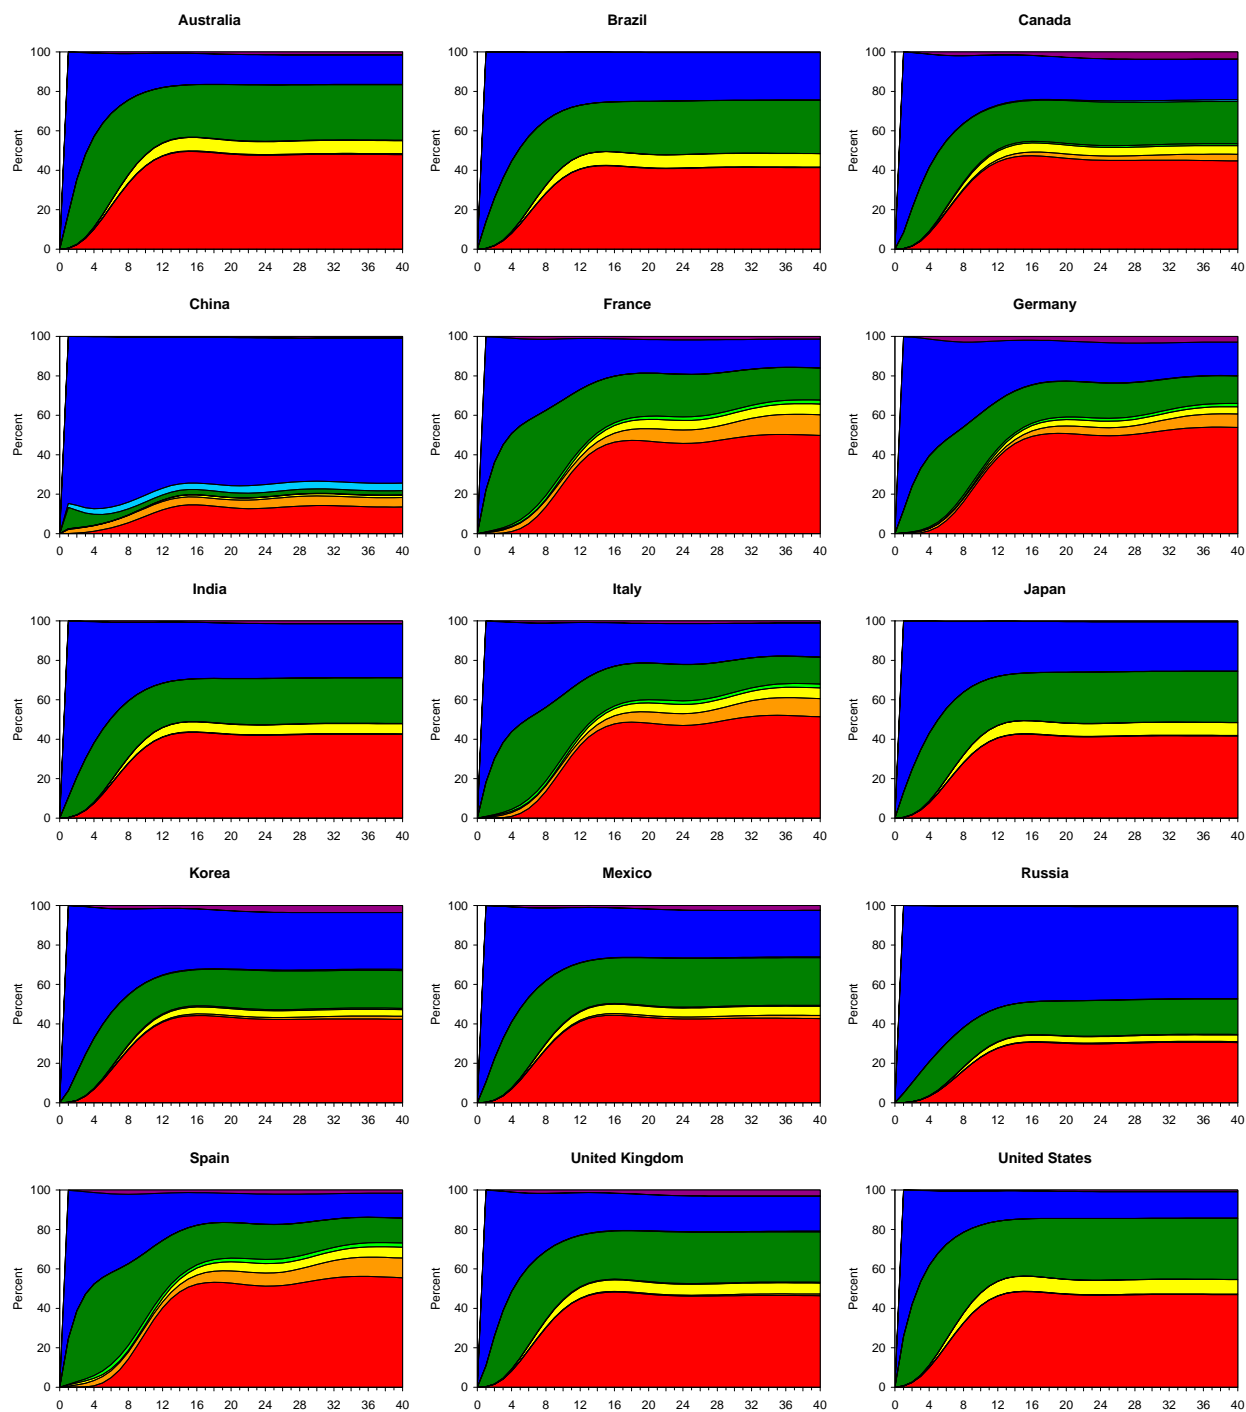 Australia Brazil Canada
100 100 100
80 80 80
60 60 60
Percent Percent Percent
40 40 40
20 20 20
0 0 0
0 4 8 12 16 20 24 28 32 36 40 0 4 8 12 16 20 24 28 32 36 40 0 4 8 12 16 20 24 28 32 36 40
China France Germany
100 100 100
80 80 80
60 60 60
Percent Percent Percent
40 40 40
20 20 20
0 0 0
0 4 8 12 16 20 24 28 32 36 40 0 4 8 12 16 20 24 28 32 36 40 0 4 8 12 16 20 24 28 32 36 40
India Italy Japan
100 100 100
80 80 80
60 60 60
Percent Percent Percent
40 40 40
20 20 20
0 0 0
0 4 8 12 16 20 24 28 32 36 40 0 4 8 12 16 20 24 28 32 36 40 0 4 8 12 16 20 24 28 32 36 40
Korea Mexico Russia
100 100 100
80 80 80
60 60 60
Percent Percent Percent
40 40 40
20 20 20
0 0 0
0 4 8 12 16 20 24 28 32 36 40 0 4 8 12 16 20 24 28 32 36 40 0 4 8 12 16 20 24 28 32 36 40
Spain United Kingdom United States
100 100 100
80 80 80
60 60 60
Percent Percent Percent
40 40 40
20 20 20
0 0 0
0 4 8 12 16 20 24 28 32 36 40 0 4 8 12 16 20 24 28 32 36 40 0 4 8 12 16 20 24 28 32 36 40